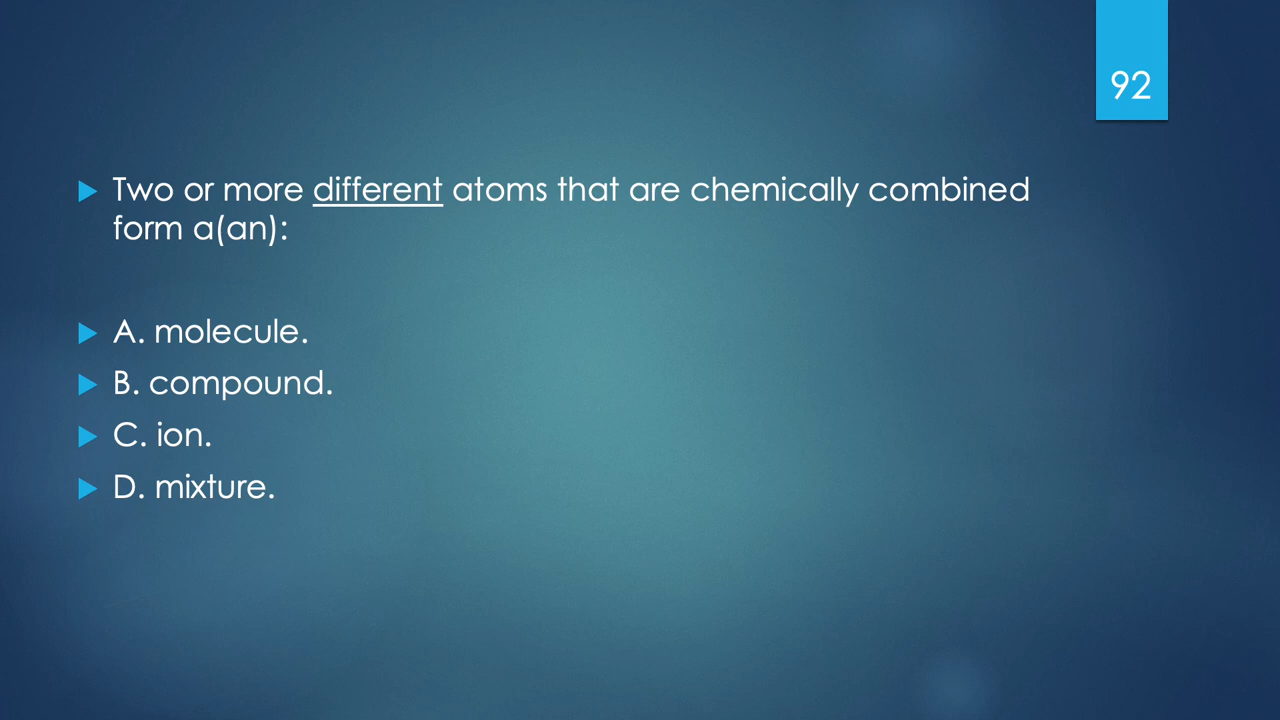 92
Two or more different atoms that are chemically combined
form a(an):
A. molecule.
B. compound.
C. ion.
D. mixture.